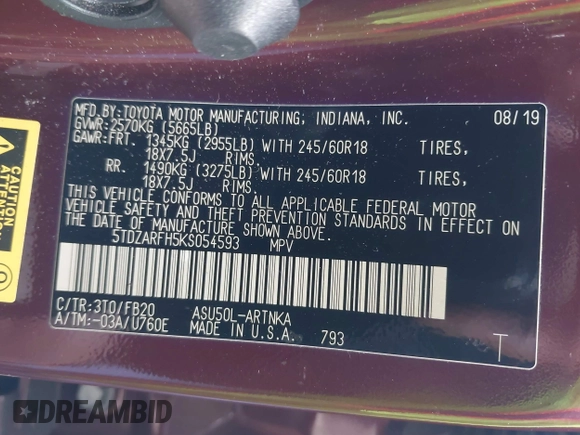 MFD.BY:TOYOTA MOTOR MANUFACTURING, INDIANA, INC. 08/19
GVWR:2570KG (5665LB)
GAWR:FRT. 1345KG (2955LB) WITH 245/60R18 TIRES,
18X7.5J RIMS.
RR. 1490KG (3275LB) WITH 245/60R18 TIRES,
18X7.5J RIMS.
THIS VEHICLE CONFORMS TO ALL APPLICABLE FEDERAL MOTOR
VEHICLE SAFETY AND THEFT PREVENTION STANDARDS IN EFFECT ON
THE DATE OF MANUFACTURE SHOWN ABOVE.
5TDZARFH5KS054593 MPV
C/TR:3T0/FB20 ASU50L-ARTNKA
A/TM:-03A/U760E MADE IN U.S.A. 793 T
CAUTION
DREAMBID